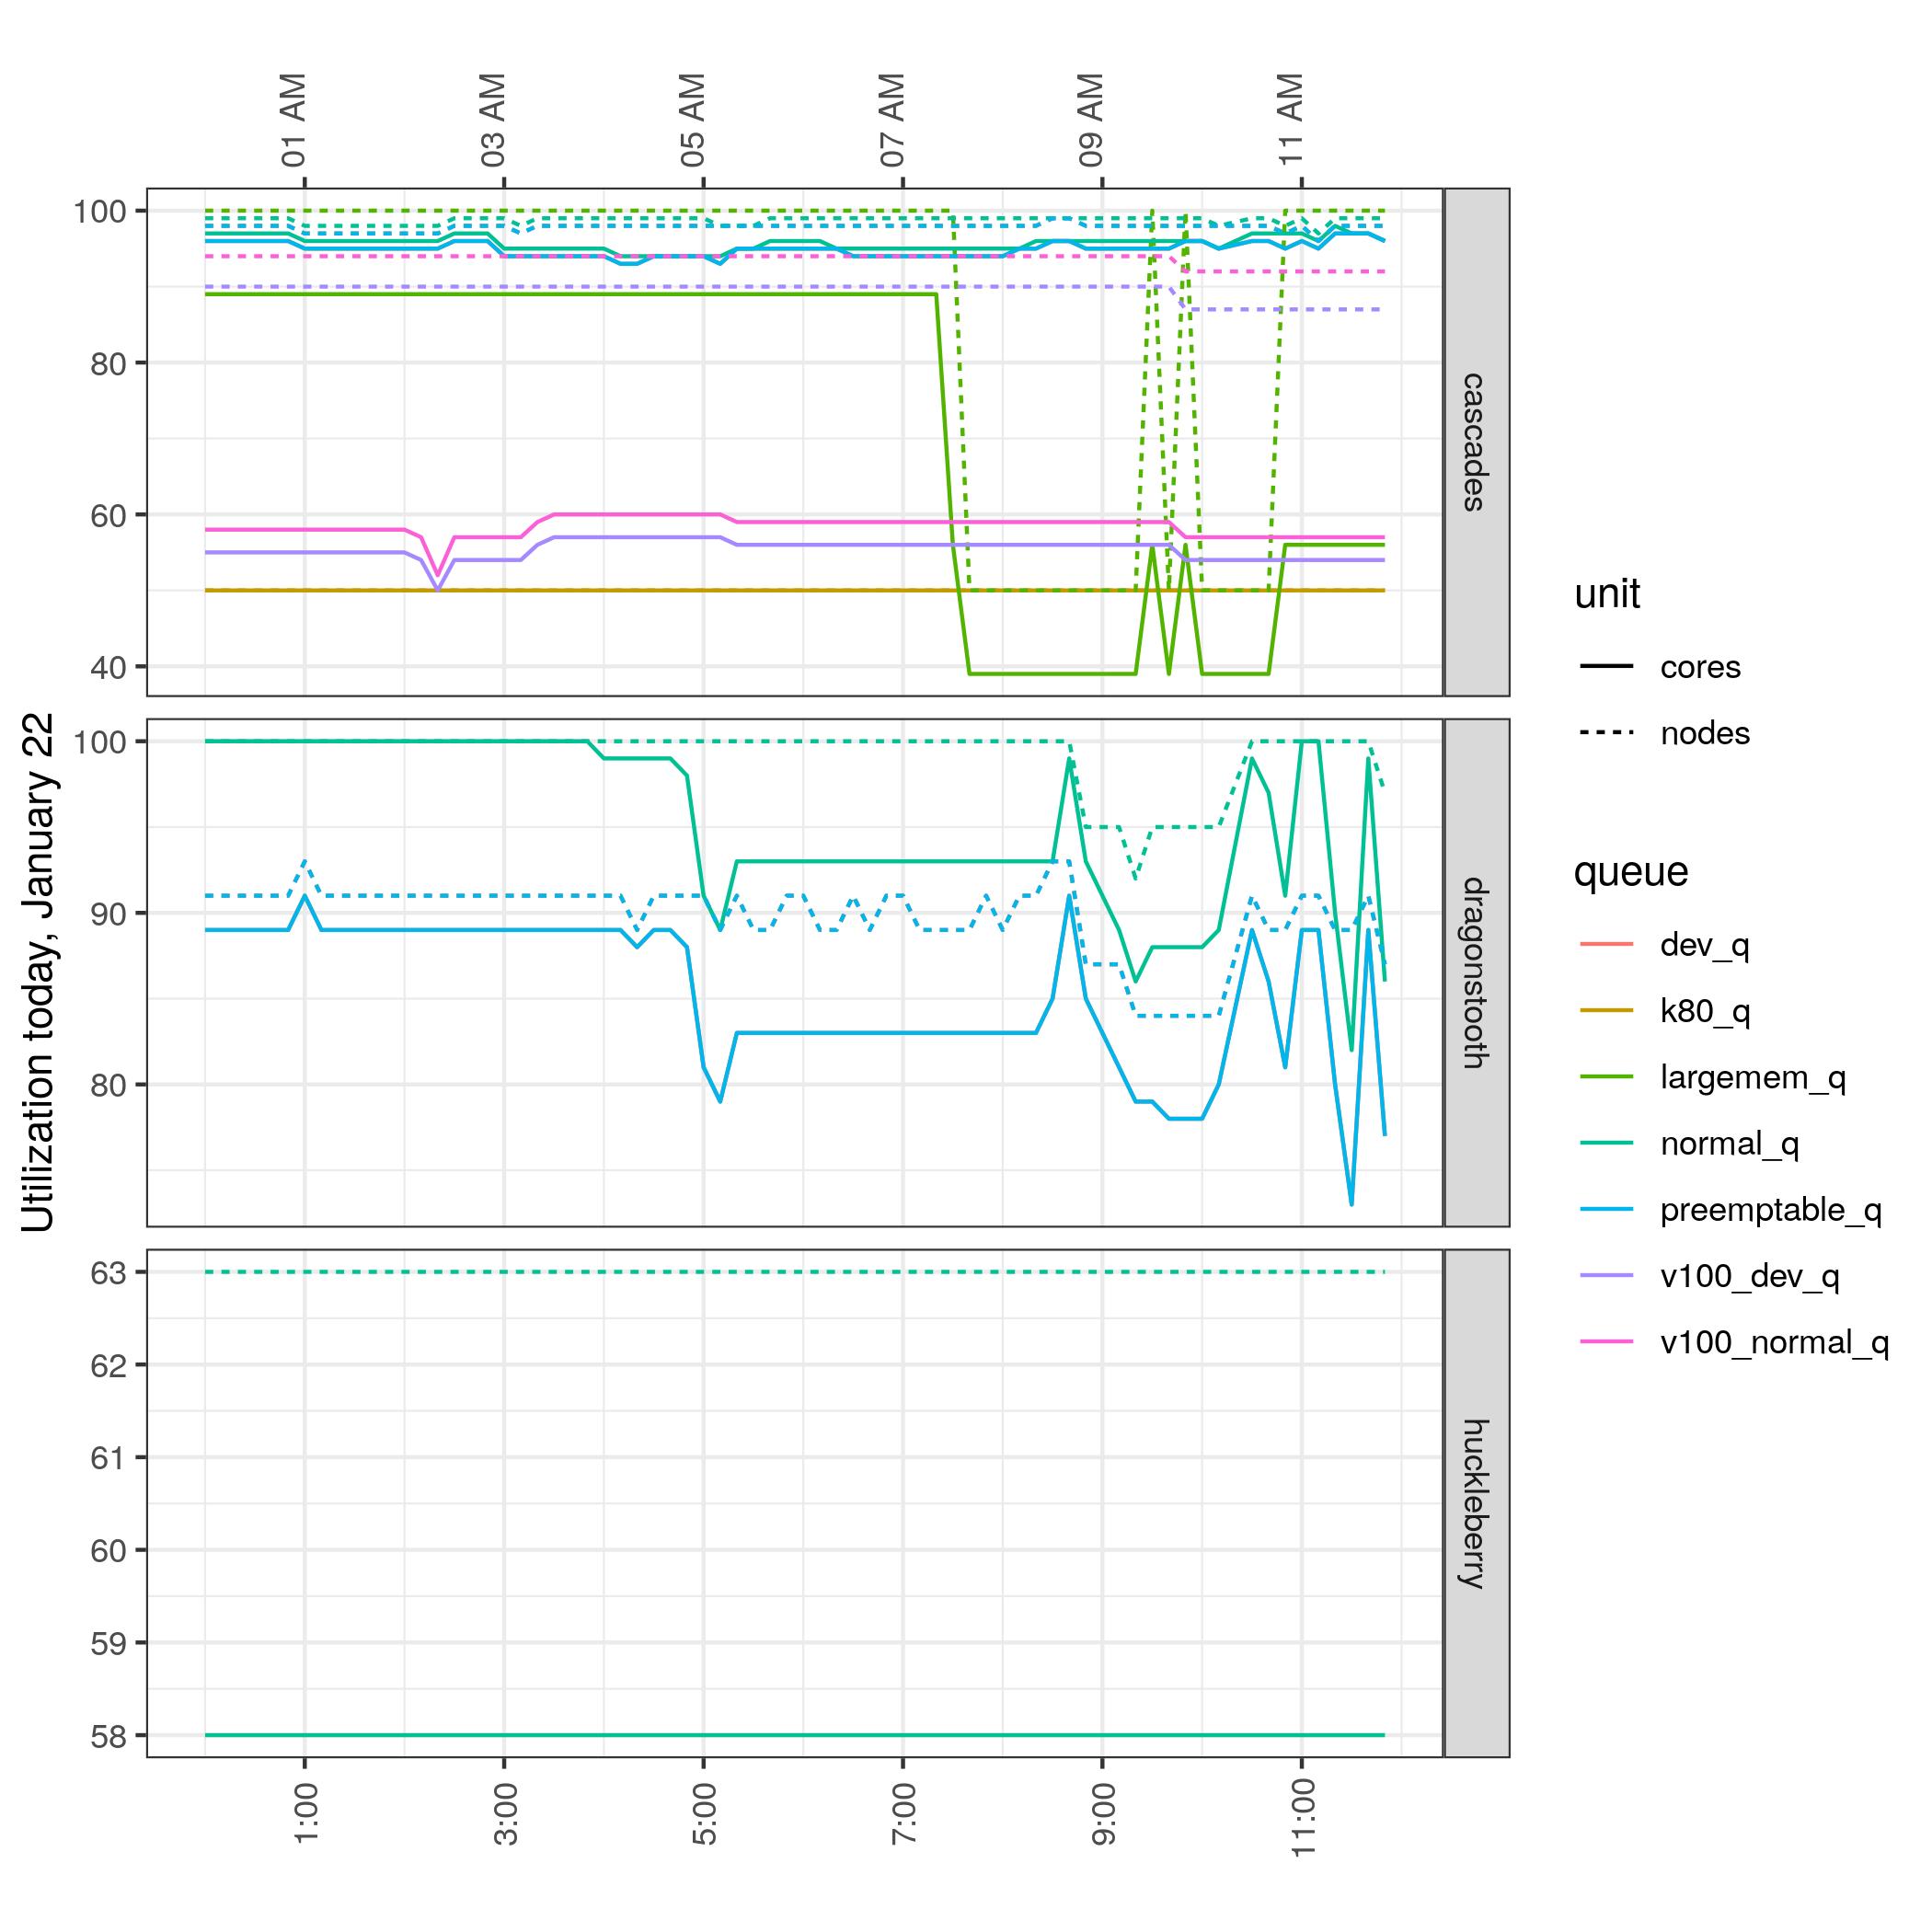 01 AM
03 AM
05 AM
07 AM
09 AM
11 AM
Utilization today, January 22
100
80
60
40
cascades
100
90
80
dragonstooth
63
62
61
60
59
58
huckleberry
1:00
3:00
5:00
7:00
9:00
11:00
unit
cores
nodes
queue
dev_q
k80_q
largemem_q
normal_q
preemptable_q
v100_dev_q
v100_normal_q